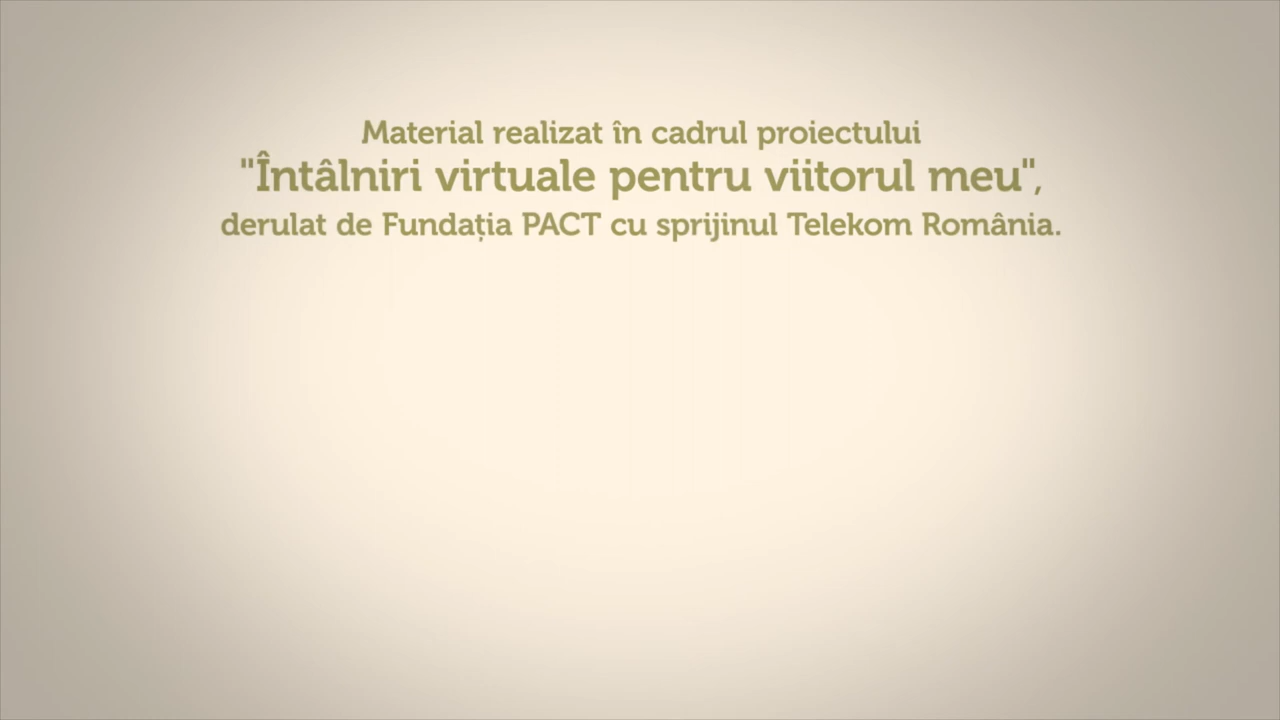 Material realizat în cadrul proiectului
"Întâlniri virtuale pentru viitorul meu",
derulat de Fundația PACT cu sprijinul Telekom România.